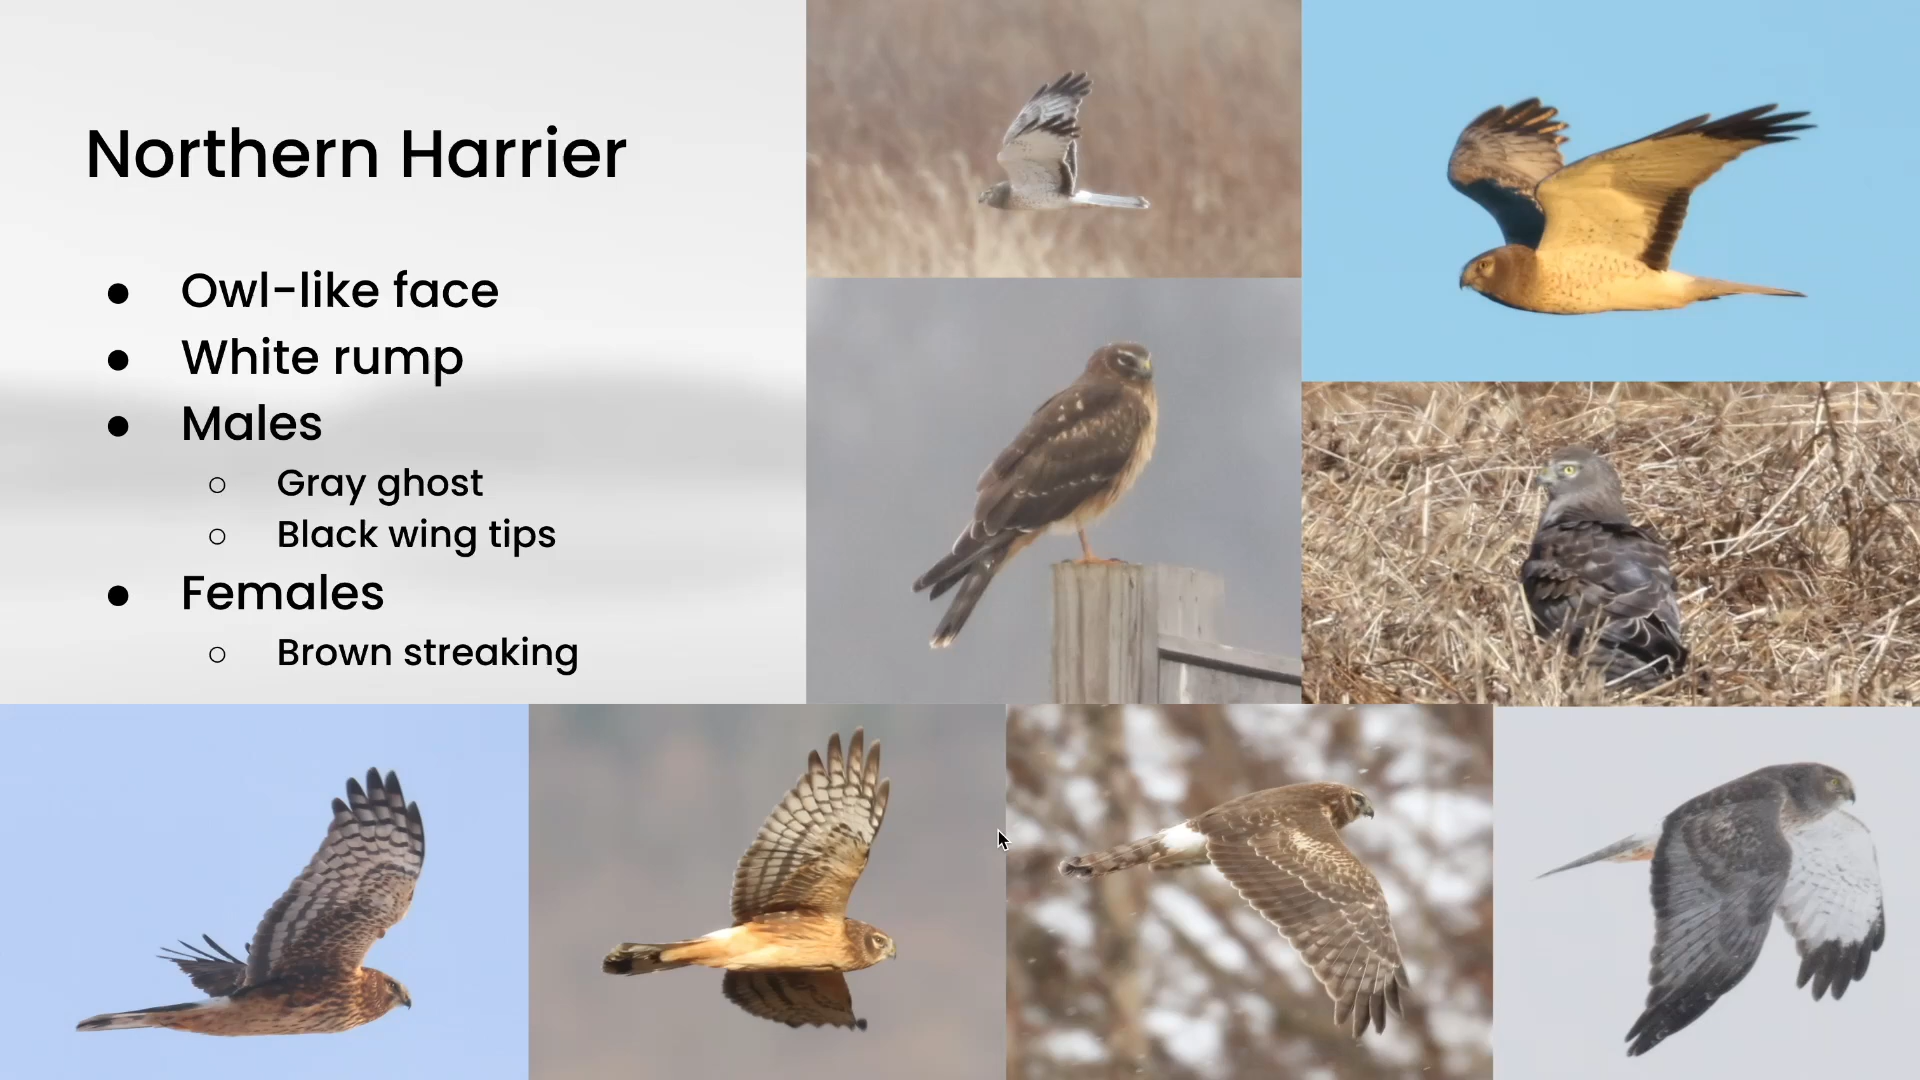 Northern Harrier
● Owl-like face
● White rump
● Males
○ Gray ghost
○ Black wing tips
● Females
○ Brown streaking